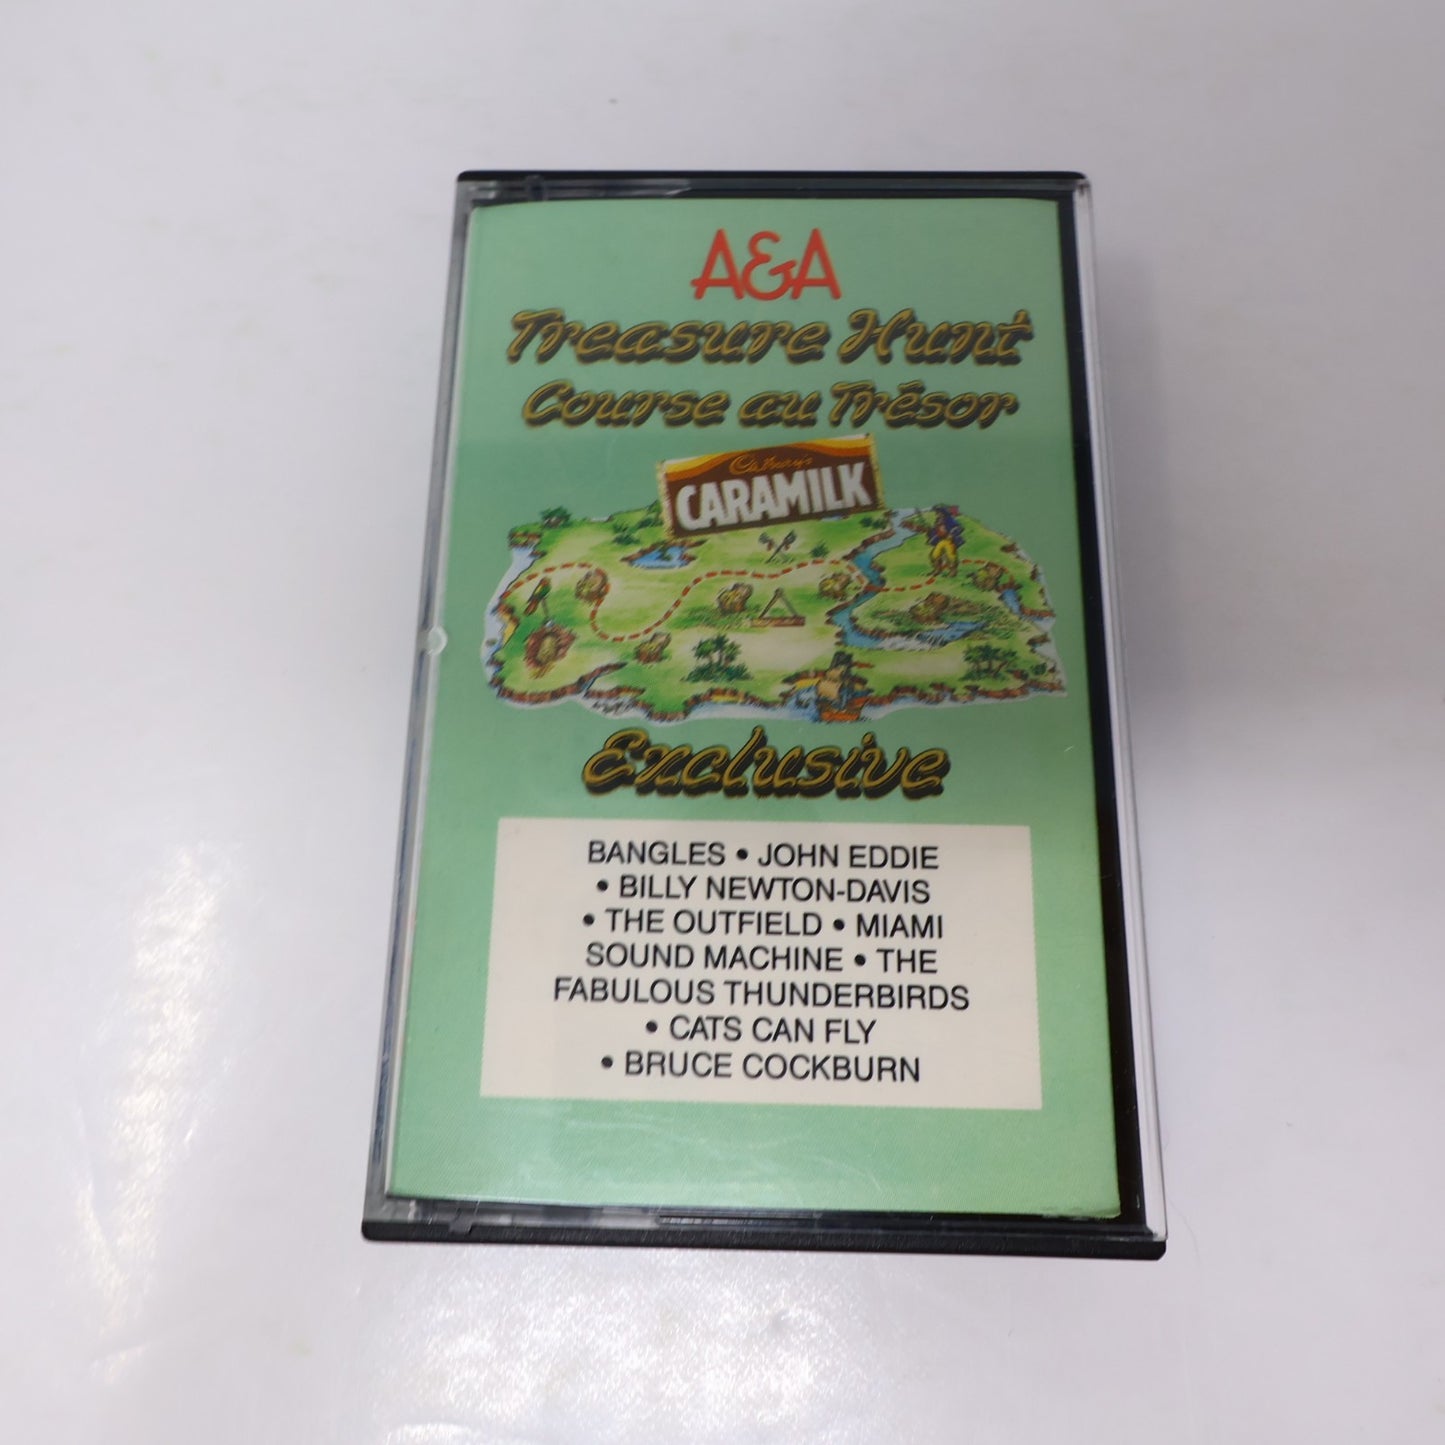 A&A
Treasure Hunt
Course au Trésor
Cadbury's
CARAMILK
Exclusive
BANGLES • JOHN EDDIE
• BILLY NEWTON-DAVIS
• THE OUTFIELD • MIAMI
SOUND MACHINE • THE
FABULOUS THUNDERBIRDS
• CATS CAN FLY
• BRUCE COCKBURN